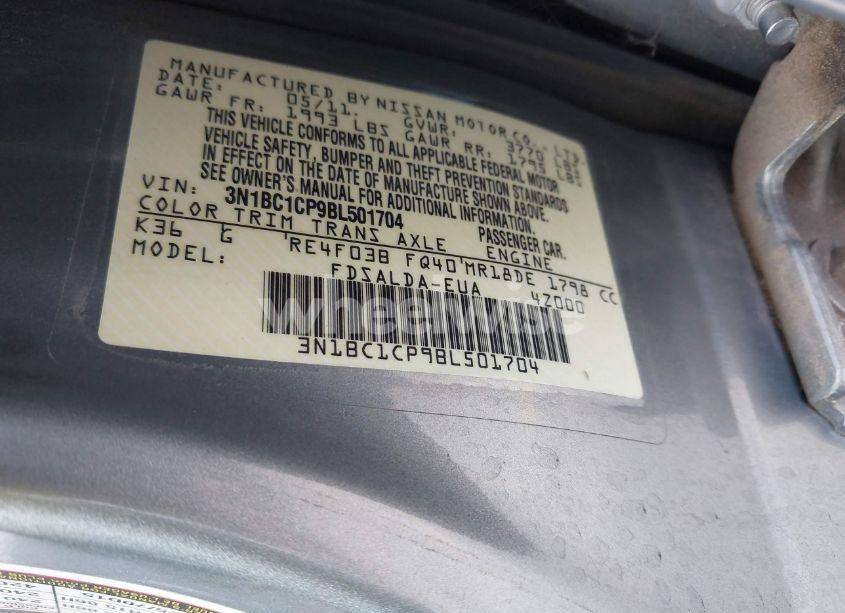 MANUFACTURED BY NISSAN MOTOR CO., LTD.
DATE: 05/11. GVWR: 3770 LBS
GAWR FR: 1993 LBS GAWR RR: 1795 LBS
THIS VEHICLE CONFORMS TO ALL APPLICABLE FEDERAL MOTOR
VEHICLE SAFETY, BUMPER AND THEFT PREVENTION STANDARDS
IN EFFECT ON THE DATE OF MANUFACTURE SHOWN ABOVE.
SEE OWNER'S MANUAL FOR ADDITIONAL INFORMATION.
VIN: 3N1BC1CP9BL501704 PASSENGER CAR.
COLOR TRIM TRANS AXLE ENGINE
K36 G RE4F03B FQ40 MR18DE 1798 CC
MODEL: FDSALDA-EUA 4Z000
wheelwise
3N1BC1CP9BL501704